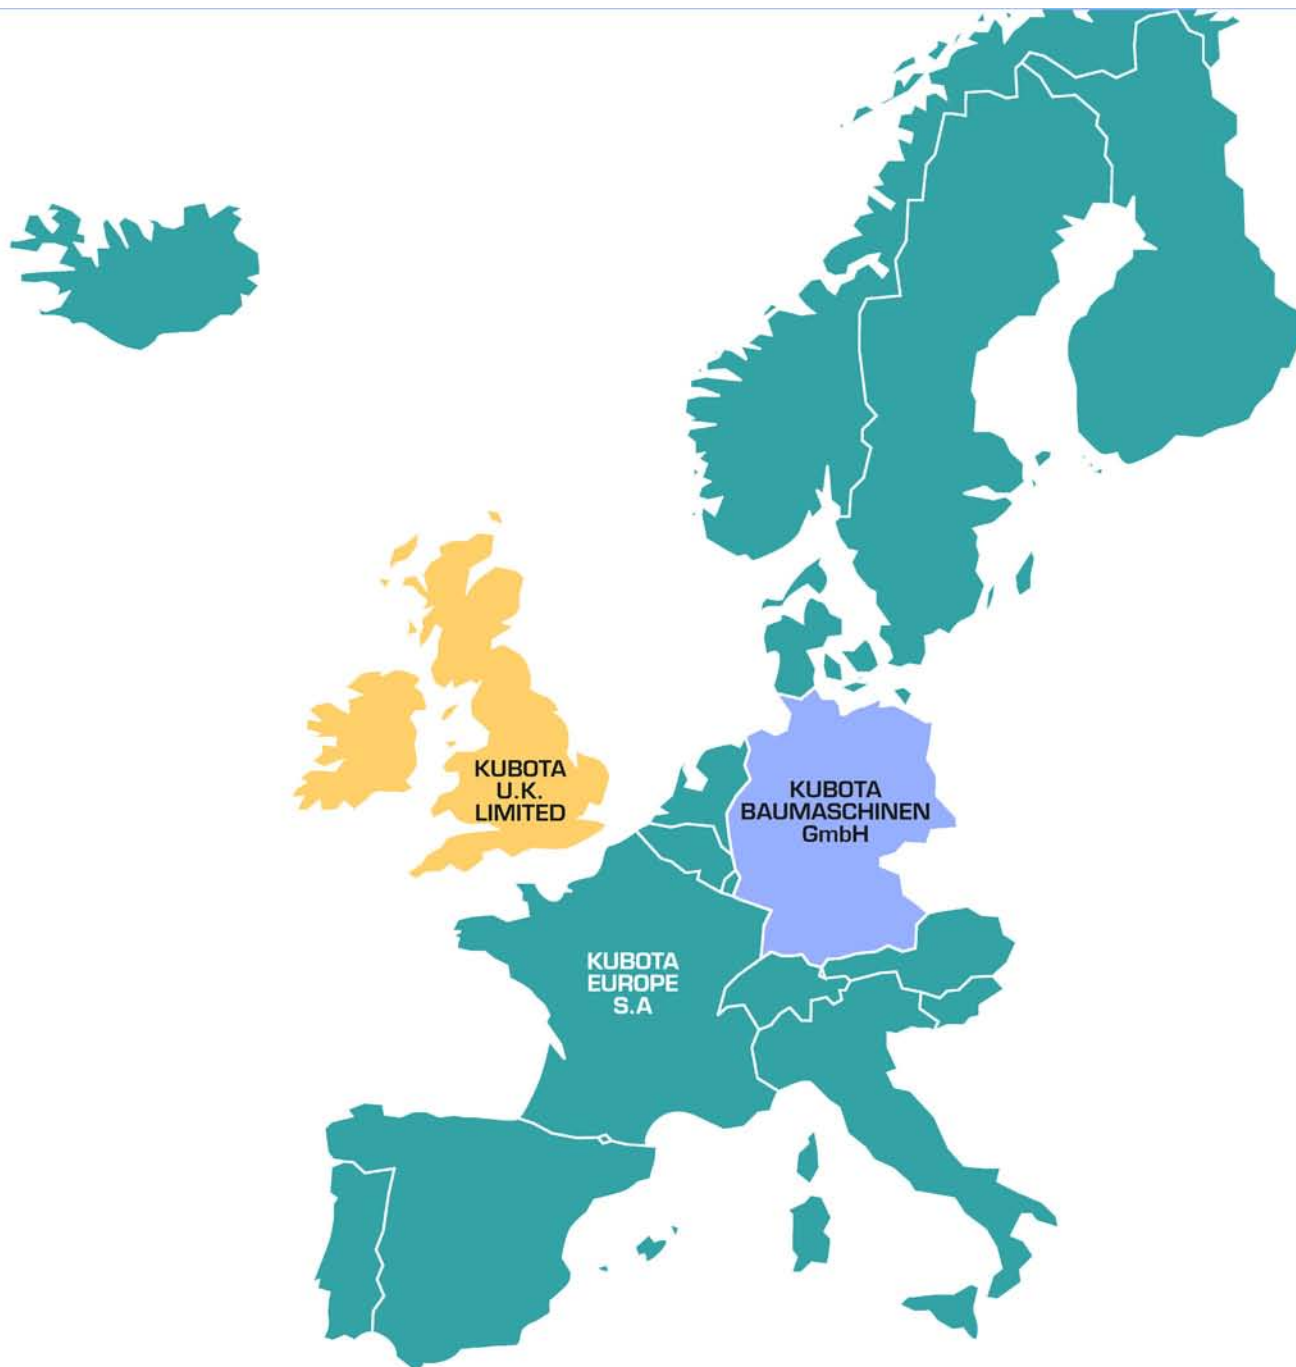 KUBOTA
U.K.
LIMITED
KUBOTA
BAUMASCHINEN
GmbH
KUBOTA
EUROPE
S.A